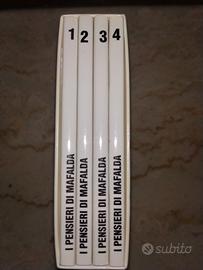 1
I PENSIERI DI MAFALDA
2
I PENSIERI DI MAFALDA
3
I PENSIERI DI MAFALDA
4
I PENSIERI DI MAFALDA
subito